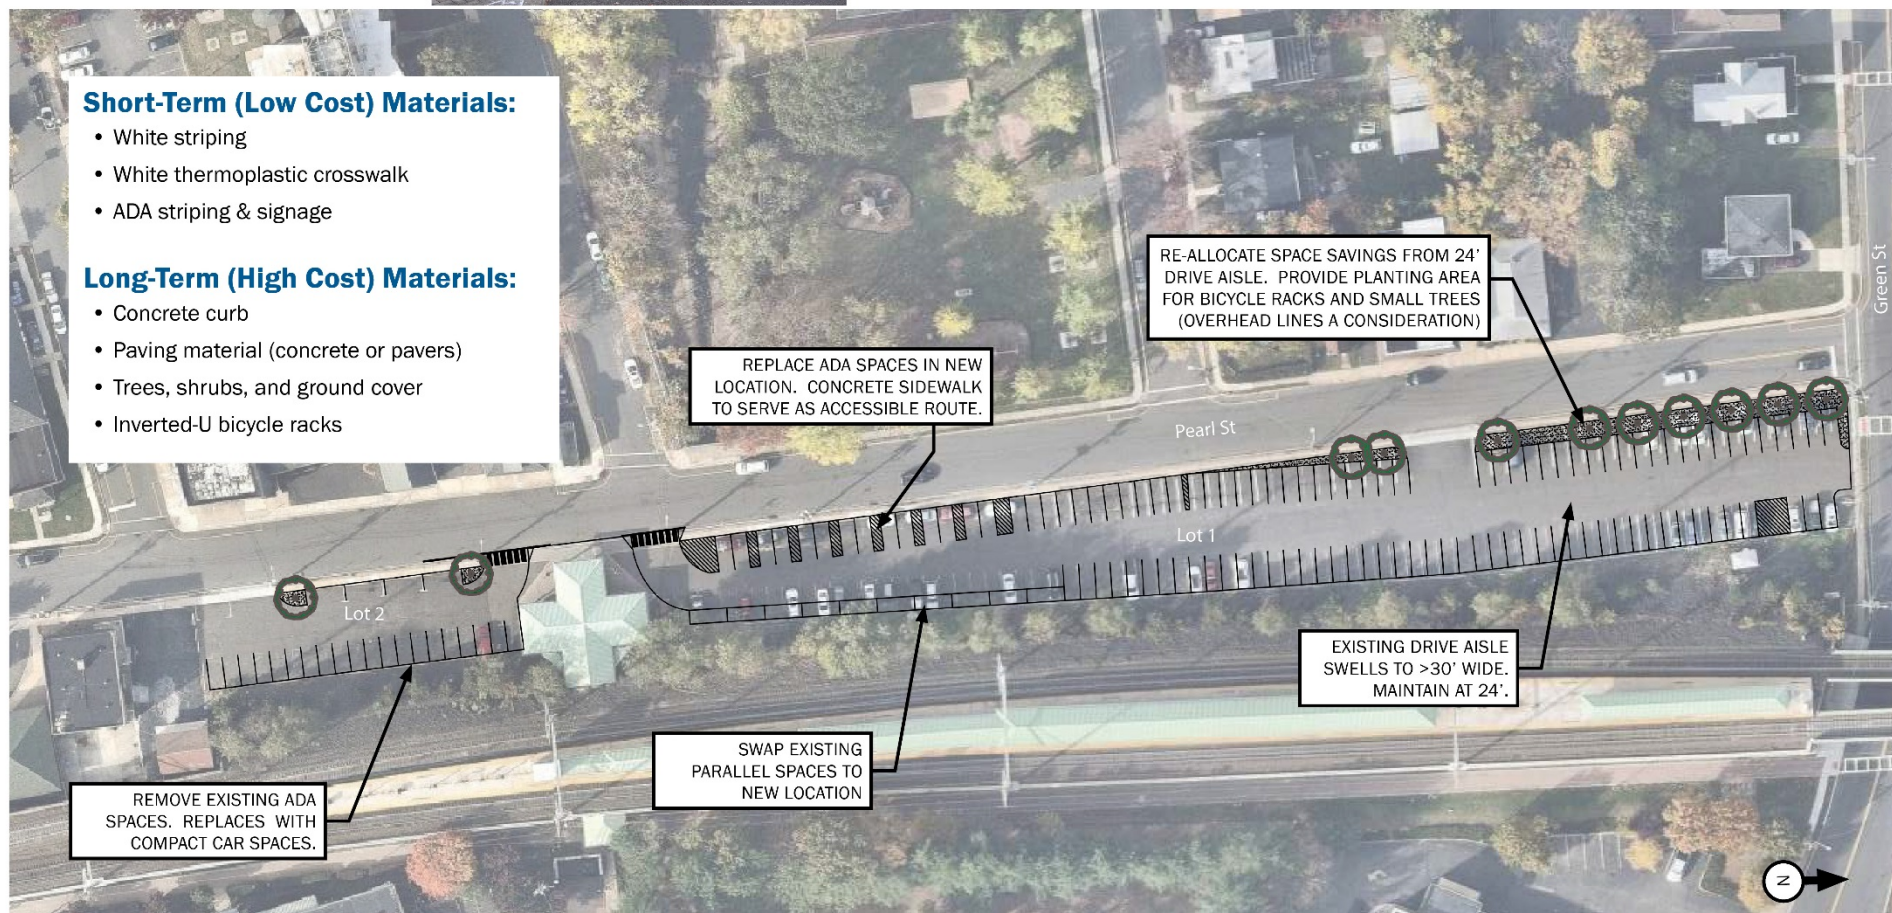 Short-Term (Low Cost) Materials:
• White striping
• White thermoplastic crosswalk
• ADA striping & signage
Long-Term (High Cost) Materials:
• Concrete curb
• Paving material (concrete or pavers)
• Trees, shrubs, and ground cover
• Inverted-U bicycle racks
RE-ALLOCATE SPACE SAVINGS FROM 24'
DRIVE AISLE. PROVIDE PLANTING AREA
FOR BICYCLE RACKS AND SMALL TREES
(OVERHEAD LINES A CONSIDERATION)
Green St
REPLACE ADA SPACES IN NEW
LOCATION. CONCRETE SIDEWALK
TO SERVE AS ACCESSIBLE ROUTE.
Pearl St
Lot 1
Lot 2
EXISTING DRIVE AISLE
SWELLS TO >30' WIDE.
MAINTAIN AT 24'.
SWAP EXISTING
PARALLEL SPACES TO
NEW LOCATION
REMOVE EXISTING ADA
SPACES. REPLACES WITH
COMPACT CAR SPACES.
N